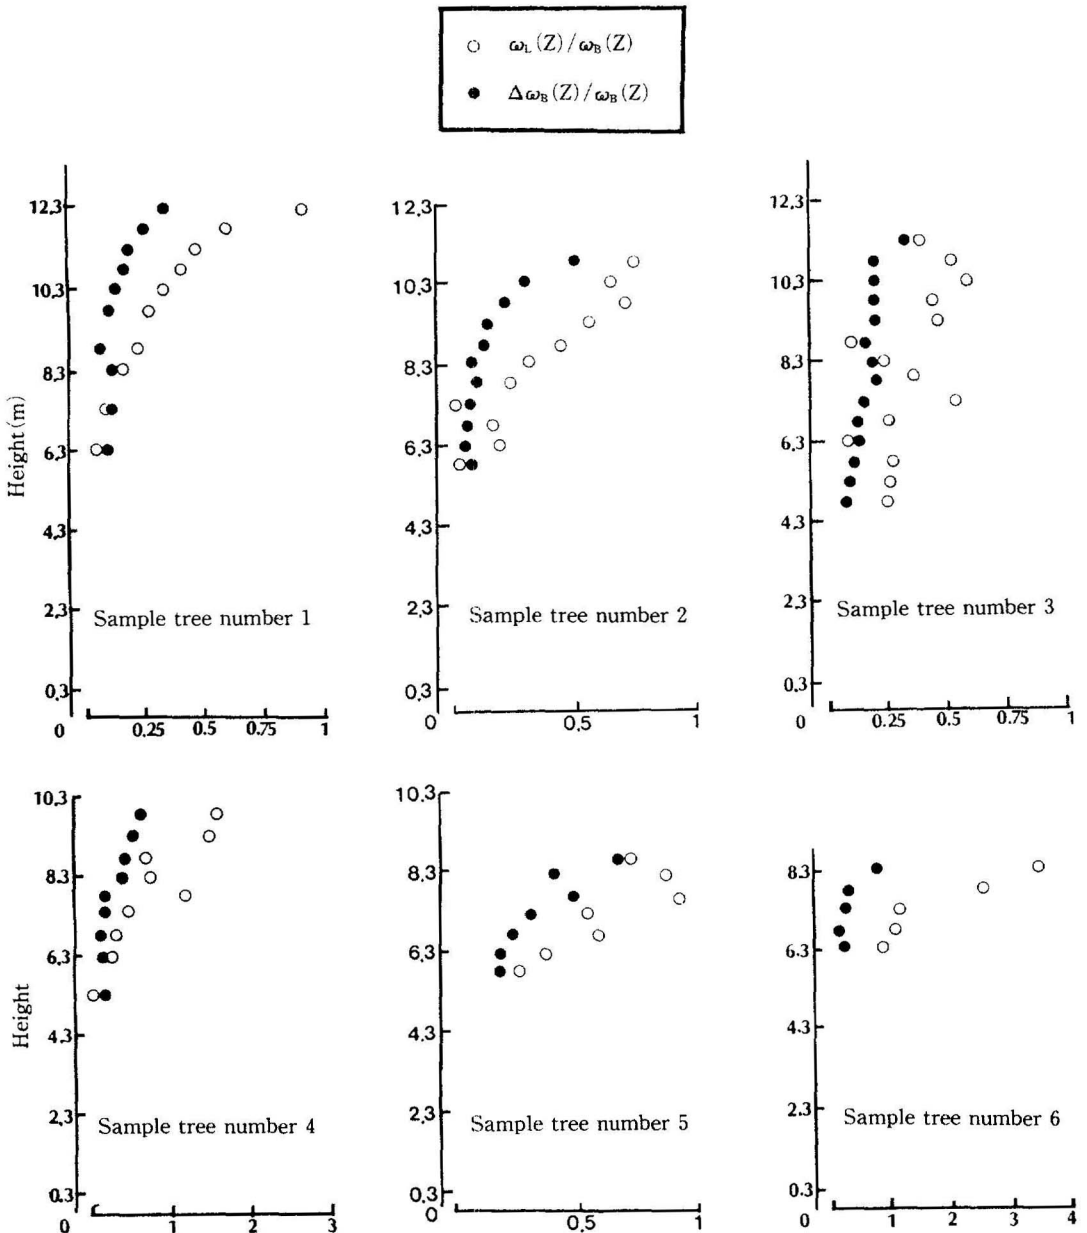 ω_L(Z)/ω_B(Z)
Δω_B(Z)/ω_B(Z)
Height(m)
12.3
10.3
8.3
6.3
4.3
2.3
0.3
Sample tree number 1
0 0.25 0.5 0.75 1
12.3
10.3
8.3
6.3
4.3
2.3
0.3
Sample tree number 2
0 0.5 1
12.3
10.3
8.3
6.3
4.3
2.3
0.3
Sample tree number 3
0 0.25 0.5 0.75 1
Height
10.3
8.3
6.3
4.3
2.3
0.3
Sample tree number 4
0 1 2 3
10.3
8.3
6.3
4.3
2.3
0.3
Sample tree number 5
0 0.5 1
8.3
6.3
4.3
2.3
0.3
Sample tree number 6
0 1 2 3 4